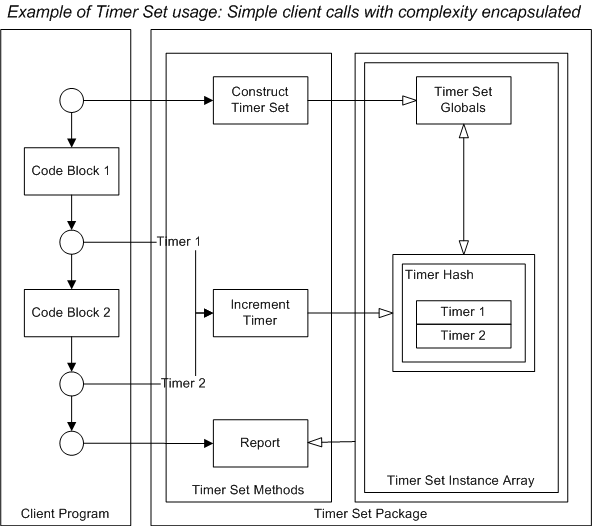 Example of Timer Set usage: Simple client calls with complexity encapsulated
Construct
Timer Set
Timer Set
Globals
Code Block 1
Timer 1
Timer Hash
Code Block 2
Increment
Timer
Timer 1
Timer 2
Timer 2
Report
Timer Set Instance Array
Timer Set Methods
Client Program
Timer Set Package